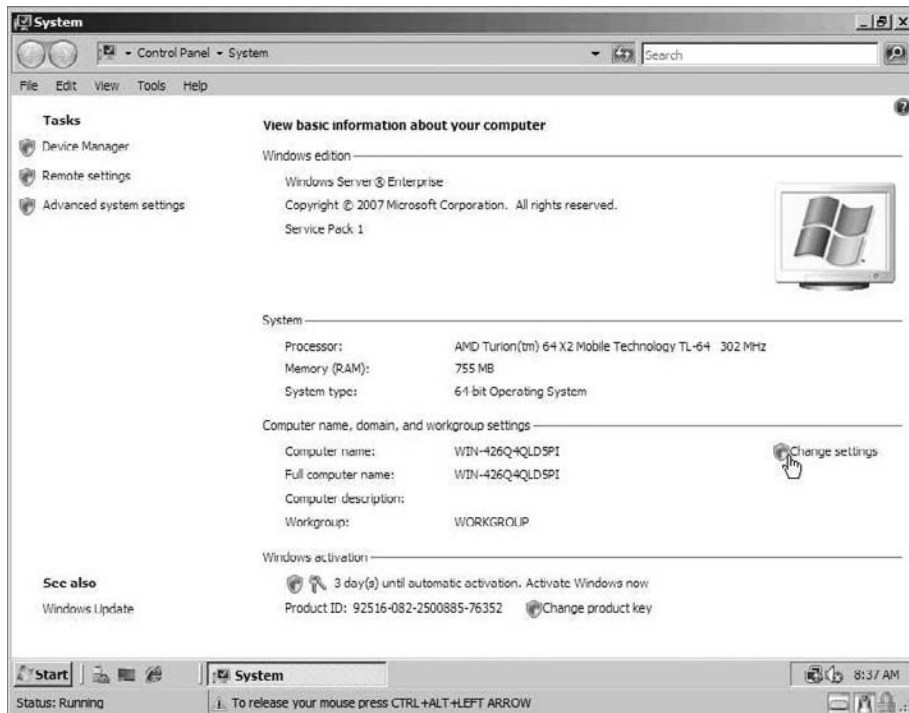 System
Control Panel System
Search
File Edit View Tools Help
Tasks
Device Manager
Remote settings
Advanced system settings
See also
Windows Update
View basic information about your computer
Windows edition
Windows Server® Enterprise
Copyright © 2007 Microsoft Corporation. All rights reserved.
Service Pack 1
System
Processor: AMD Turion(tm) 64 X2 Mobile Technology TL-64 302 MHz
Memory (RAM): 755 MB
System type: 64-bit Operating System
Computer name, domain, and workgroup settings
Computer name: WIN-426Q4QLD5PI Change settings
Full computer name: WIN-426Q4QLD5PI
Computer description:
Workgroup: WORKGROUP
Windows activation
3 day(s) until automatic activation. Activate Windows now
Product ID: 92516-082-2500885-76352 Change product key
Start System 8:37 AM
Status: Running To release your mouse press CTRL+ALT+LEFT ARROW